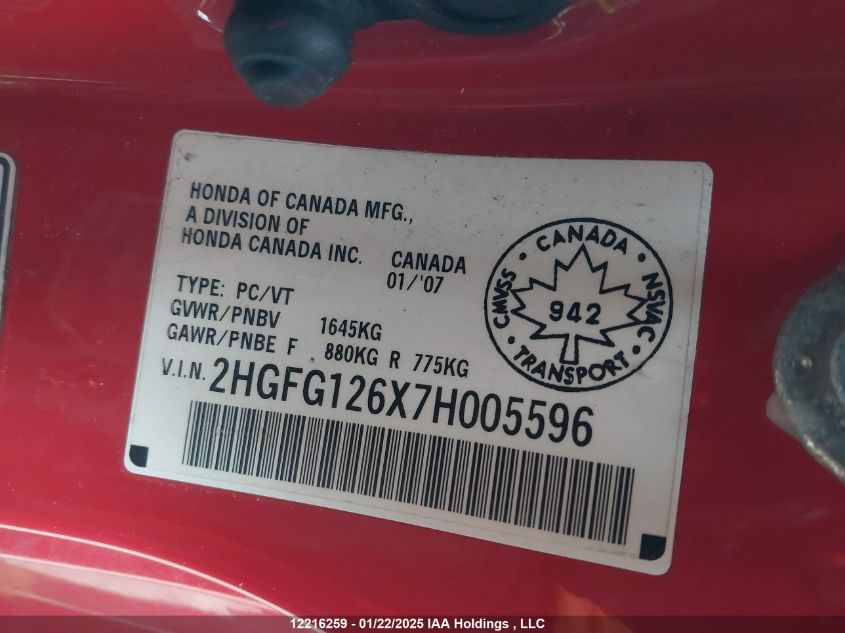 HONDA OF CANADA MFG.,
A DIVISION OF
HONDA CANADA INC.
CANADA
01/'07
TYPE: PC/VT
GVWR/PNBV 1645KG
GAWR/PNBE F 880KG R 775KG
V.I.N. 2HGFG126X7H005596
CMVSS · CANADA · NSVAC
942
TRANSPORT
12216259 - 01/22/2025 IAA Holdings , LLC